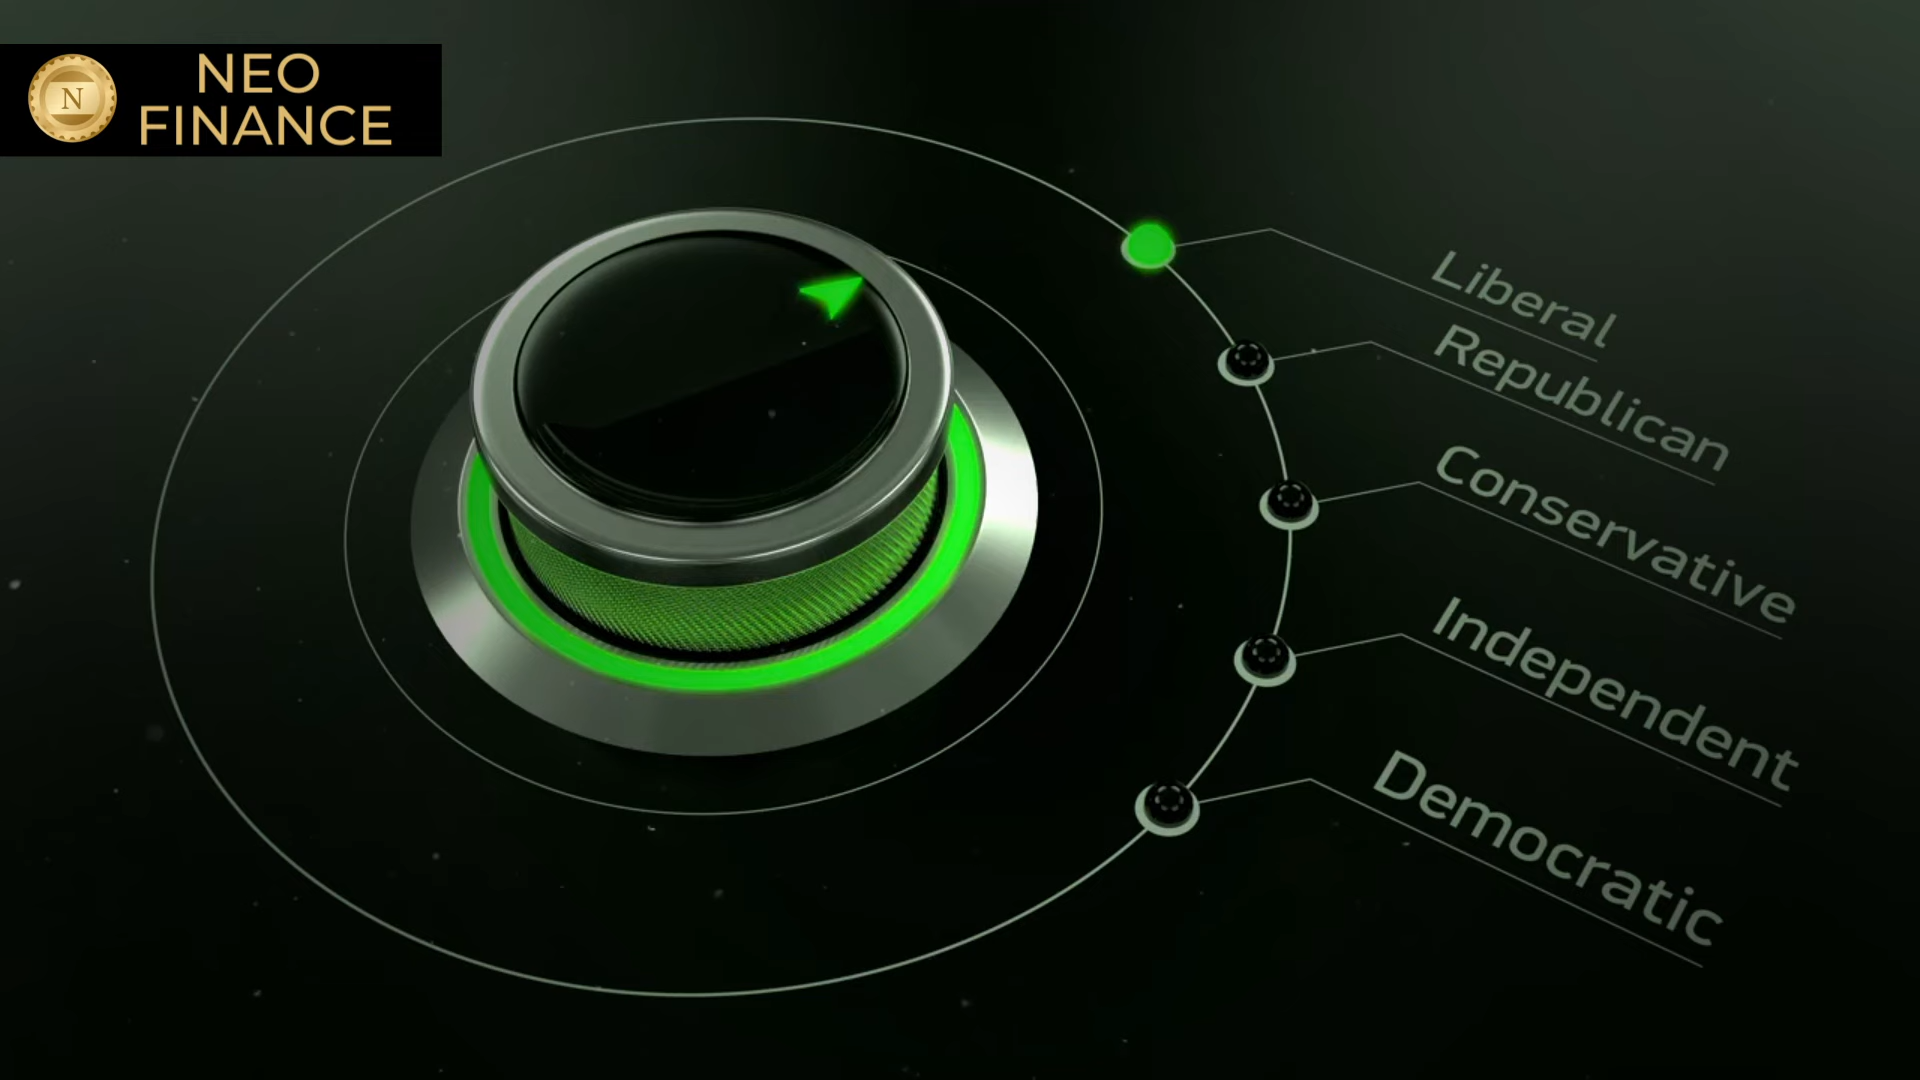 N
NEO
FINANCE
Liberal
Republican
Conservative
Independent
Democratic